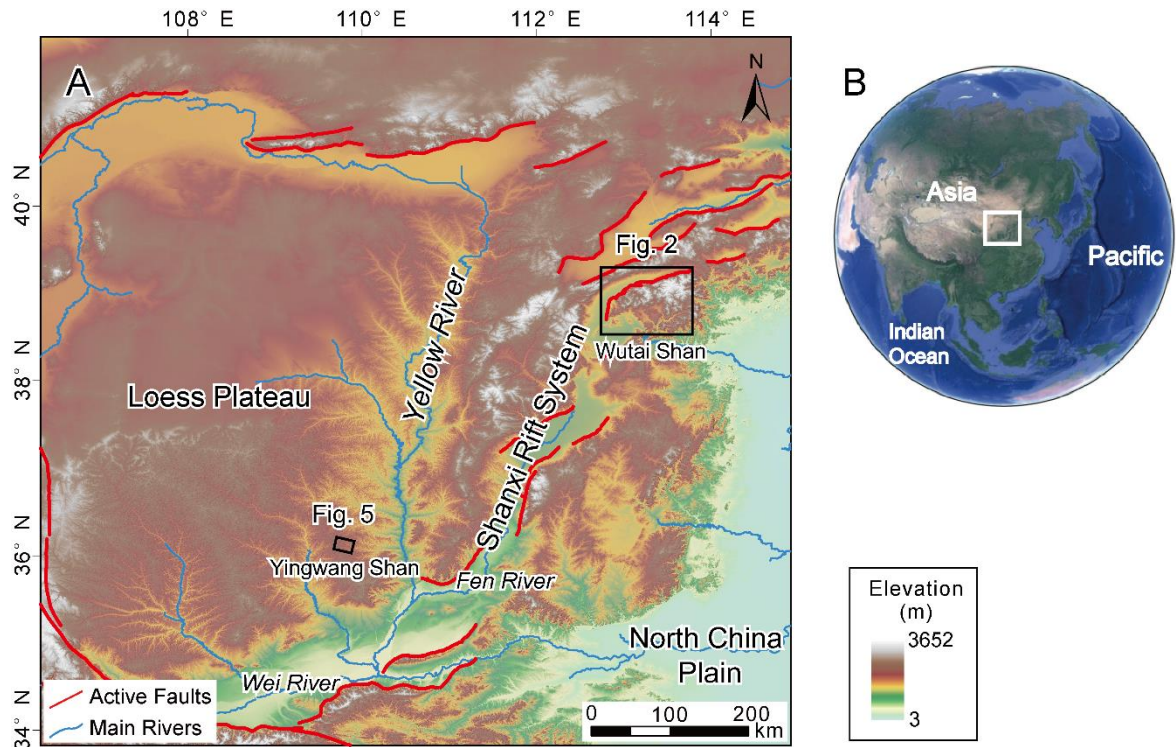 108° E
110° E
112° E
114° E
A
N
40° N
38° N
36° N
34° N
Fig. 2
Wutai Shan
Yellow River
Loess Plateau
Shanxi Rift System
Fig. 5
Yingwang Shan
Fen River
North China
Plain
Wei River
Active Faults
Main Rivers
0 100 200
km
B
Asia
Pacific
Indian
Ocean
Elevation
(m)
3652
3